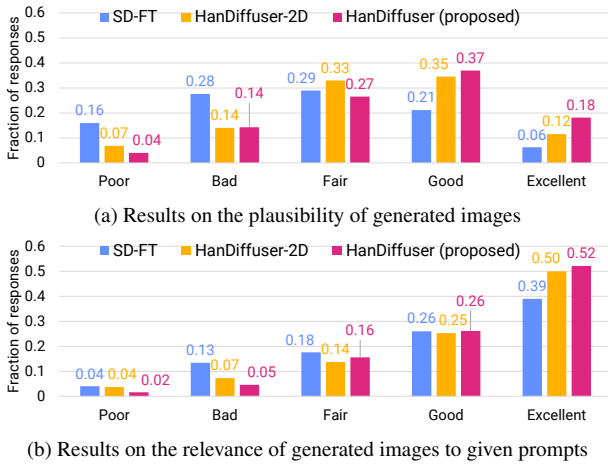 SD-FT HanDiffuser-2D HanDiffuser (proposed)
Fraction of responses
0.6
0.5
0.4
0.3
0.2
0.1
0
0.16 0.07 0.04
0.28 0.14 0.14
0.29 0.33 0.27
0.21 0.35 0.37
0.06 0.12 0.18
Poor Bad Fair Good Excellent
(a) Results on the plausibility of generated images
SD-FT HanDiffuser-2D HanDiffuser (proposed)
Fraction of responses
0.6
0.5
0.4
0.3
0.2
0.1
0
0.04 0.04 0.02
0.13 0.07 0.05
0.18 0.14 0.16
0.26 0.25 0.26
0.39 0.50 0.52
Poor Bad Fair Good Excellent
(b) Results on the relevance of generated images to given prompts